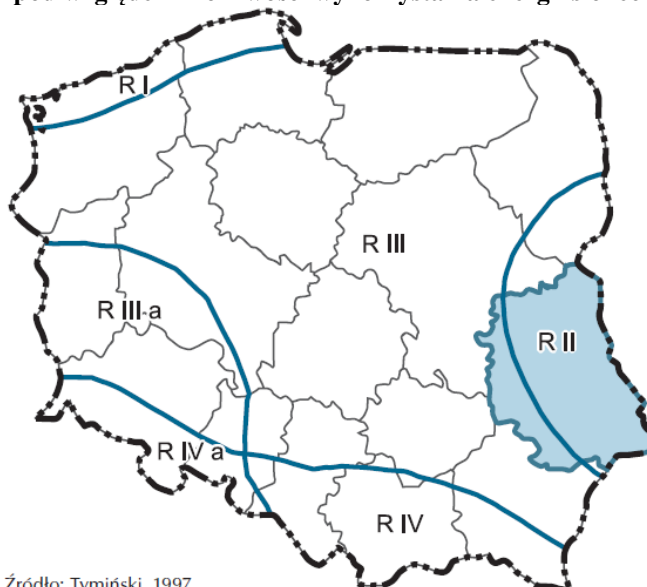 R I
R III
R III a
R II
R IV a
R IV
Źródło: Tymiński, 1997